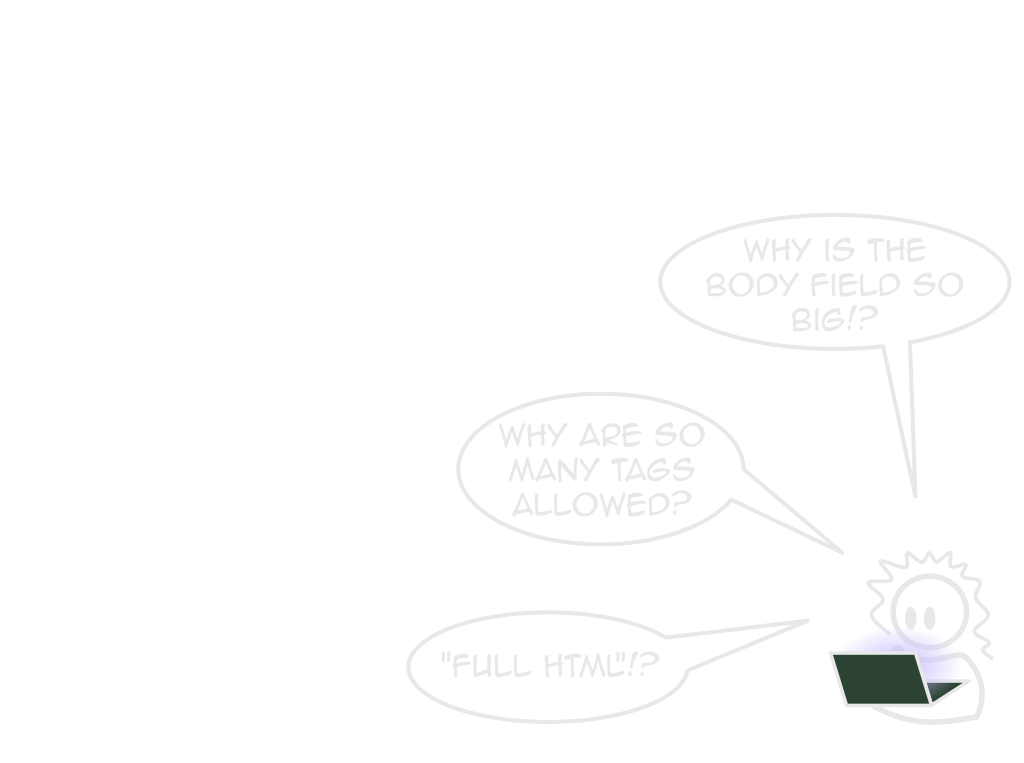 WHY IS THE
BODY FIELD SO
BIG!?
WHY ARE SO
MANY TAGS
ALLOWED?
"FULL HTML"!?